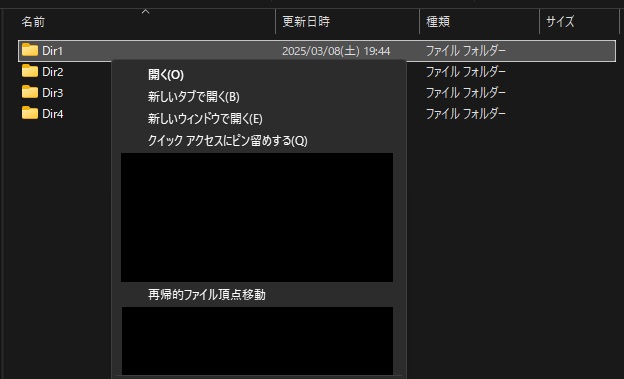 名前 更新日時 種類 サイズ
Dir1 2025/03/08(土) 19:44 ファイル フォルダー
Dir2 ファイル フォルダー
Dir3 ファイル フォルダー
Dir4 ファイル フォルダー
開く(O)
新しいタブで開く(B)
新しいウィンドウで開く(E)
クイック アクセスにピン留めする(Q)
再帰的ファイル頂点移動